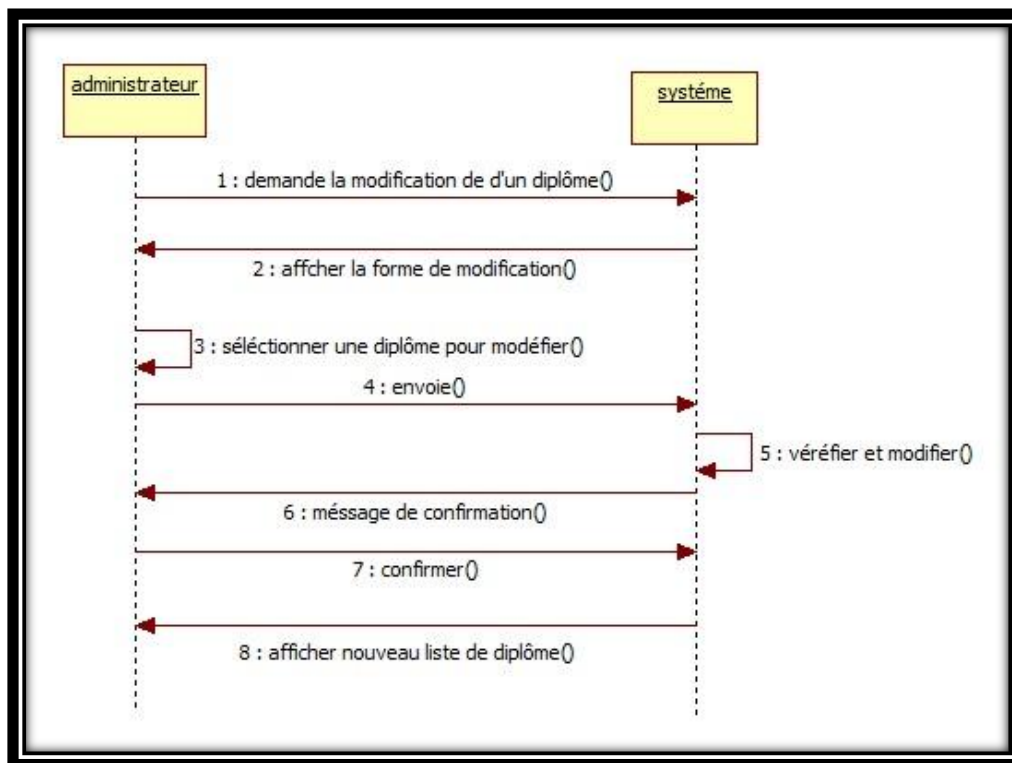 administrateur
systéme
1 : demande la modification de d'un diplôme()
2 : affcher la forme de modification()
3 : séléctionner une diplôme pour modéfier()
4 : envoie()
5 : véréfier et modifier()
6 : méssage de confirmation()
7 : confirmer()
8 : afficher nouveau liste de diplôme()